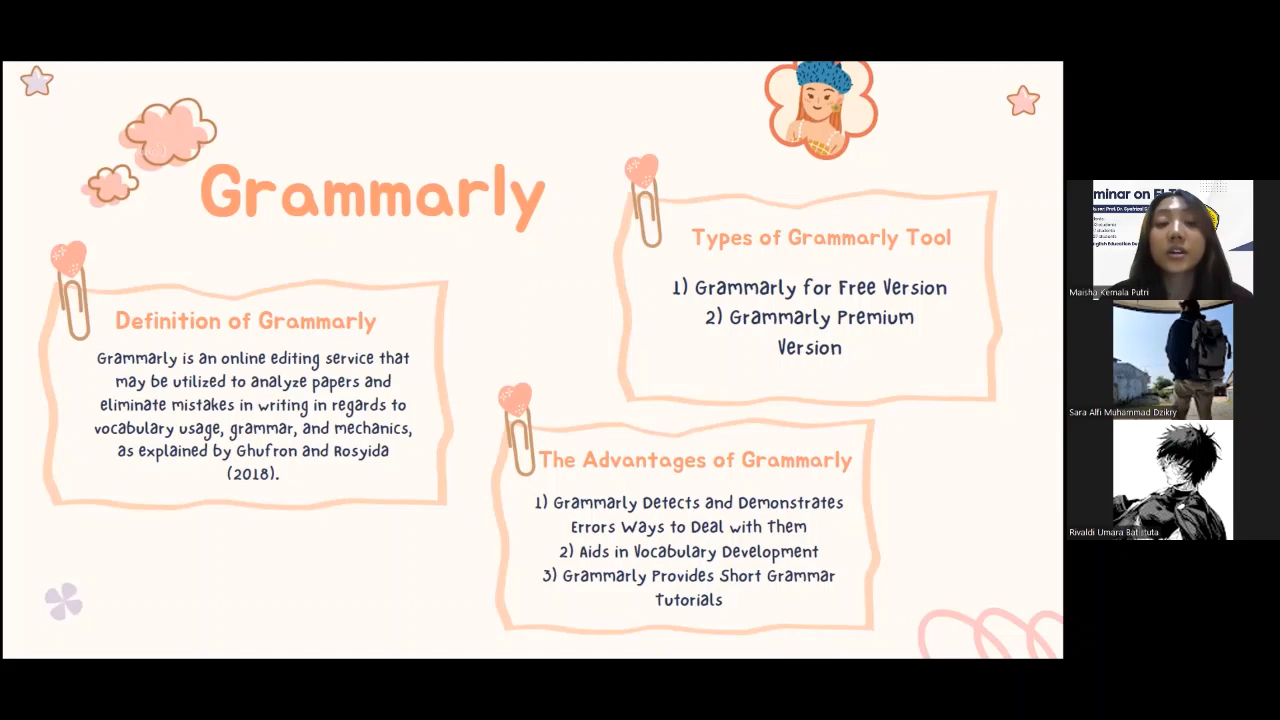 Grammarly
Definition of Grammarly
Grammarly is an online editing service that
may be utilized to analyze papers and
eliminate mistakes in writing in regards to
vocabulary usage, grammar, and mechanics,
as explained by Ghufron and Rosyida
(2018).
Types of Grammarly Tool
1) Grammarly for Free Version
2) Grammarly Premium
Version
The Advantages of Grammarly
1) Grammarly Detects and Demonstrates
Errors Ways to Deal with Them
2) Aids in Vocabulary Development
3) Grammarly Provides Short Grammar
Tutorials
minar on EL
Maisha Kemala Putri
Sara Alfi Muhammad Dzikry
Rivaldi Umara Batistuta